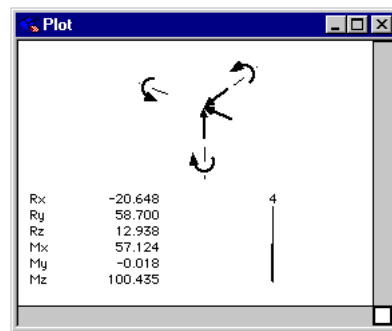 Plot
Rx -20.648 4
Ry 58.700
Rz 12.938
Mx 57.124
My -0.018
Mz 100.435